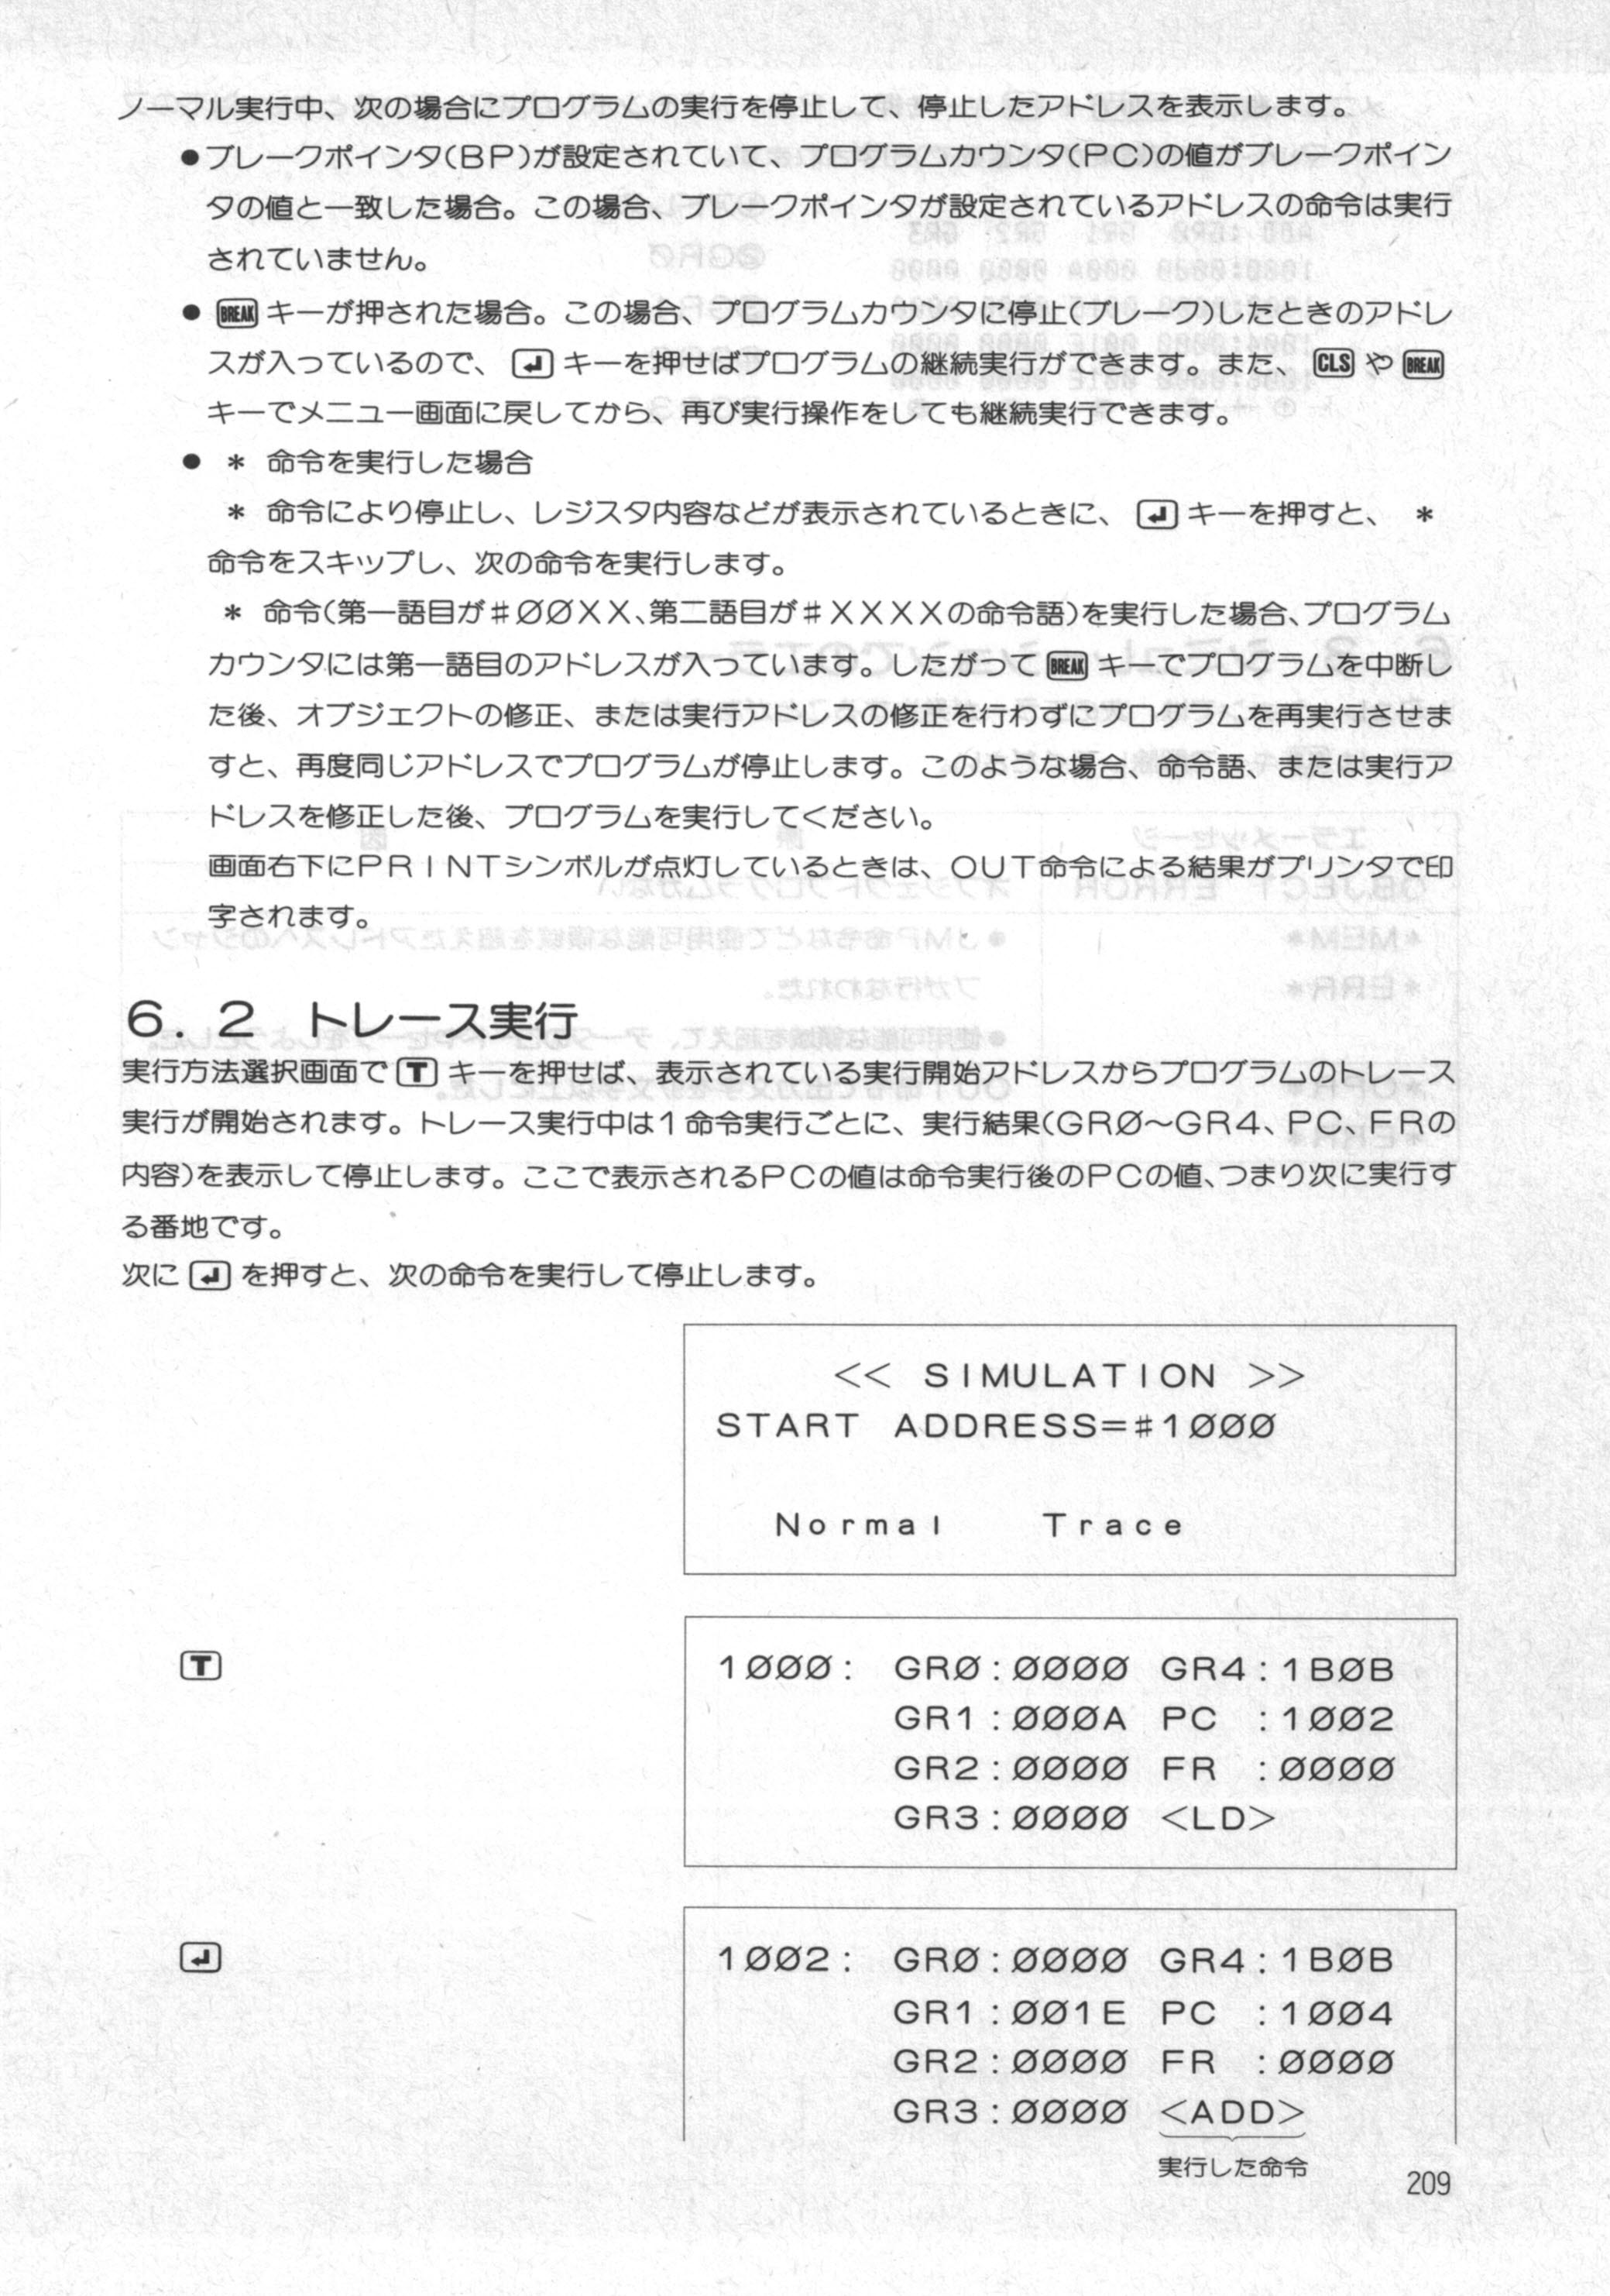 ノーマル実行中、次の場合にプログラムの実行を停止して、停止したアドレスを表示します。
●ブレークポインタ(BP)が設定されていて、プログラムカウンタ(PC)の値がブレークポイン
タの値と一致した場合。この場合、ブレークポインタが設定されているアドレスの命令は実行
されていません。
● BREAK キーが押された場合。この場合、プログラムカウンタに停止(ブレーク)したときのアドレ
スが入っているので、 ↵ キーを押せばプログラムの継続実行ができます。また、 CLS や BREAK
キーでメニュー画面に戻してから、再び実行操作をしても継続実行できます。
● * 命令を実行した場合
* 命令により停止し、レジスタ内容などが表示されているときに、 ↵ キーを押すと、 *
命令をスキップし、次の命令を実行します。
* 命令(第一語目が#ØØXX、第二語目が#XXXXの命令語)を実行した場合、プログラム
カウンタには第一語目のアドレスが入っています。したがって BREAK キーでプログラムを中断し
た後、オブジェクトの修正、または実行アドレスの修正を行わずにプログラムを再実行させま
すと、再度同じアドレスでプログラムが停止します。このような場合、命令語、または実行ア
ドレスを修正した後、プログラムを実行してください。
画面右下にPRINTシンボルが点灯しているときは、OUT命令による結果がプリンタで印
字されます。
6.2 トレース実行
実行方法選択画面で T キーを押せば、表示されている実行開始アドレスからプログラムのトレース
実行が開始されます。トレース実行中は1命令実行ごとに、実行結果(GRØ〜GR4、PC、FRの
内容)を表示して停止します。ここで表示されるPCの値は命令実行後のPCの値、つまり次に実行す
る番地です。
次に ↵ を押すと、次の命令を実行して停止します。
<< SIMULATION >>
START ADDRESS=#1ØØØ
Normal Trace
T
1ØØØ: GRØ:ØØØØ GR4:1BØB
GR1:ØØØA PC :1ØØ2
GR2:ØØØØ FR :ØØØØ
GR3:ØØØØ <LD>
↵
1ØØ2: GRØ:ØØØØ GR4:1BØB
GR1:ØØ1E PC :1ØØ4
GR2:ØØØØ FR :ØØØØ
GR3:ØØØØ <ADD>
実行した命令
209